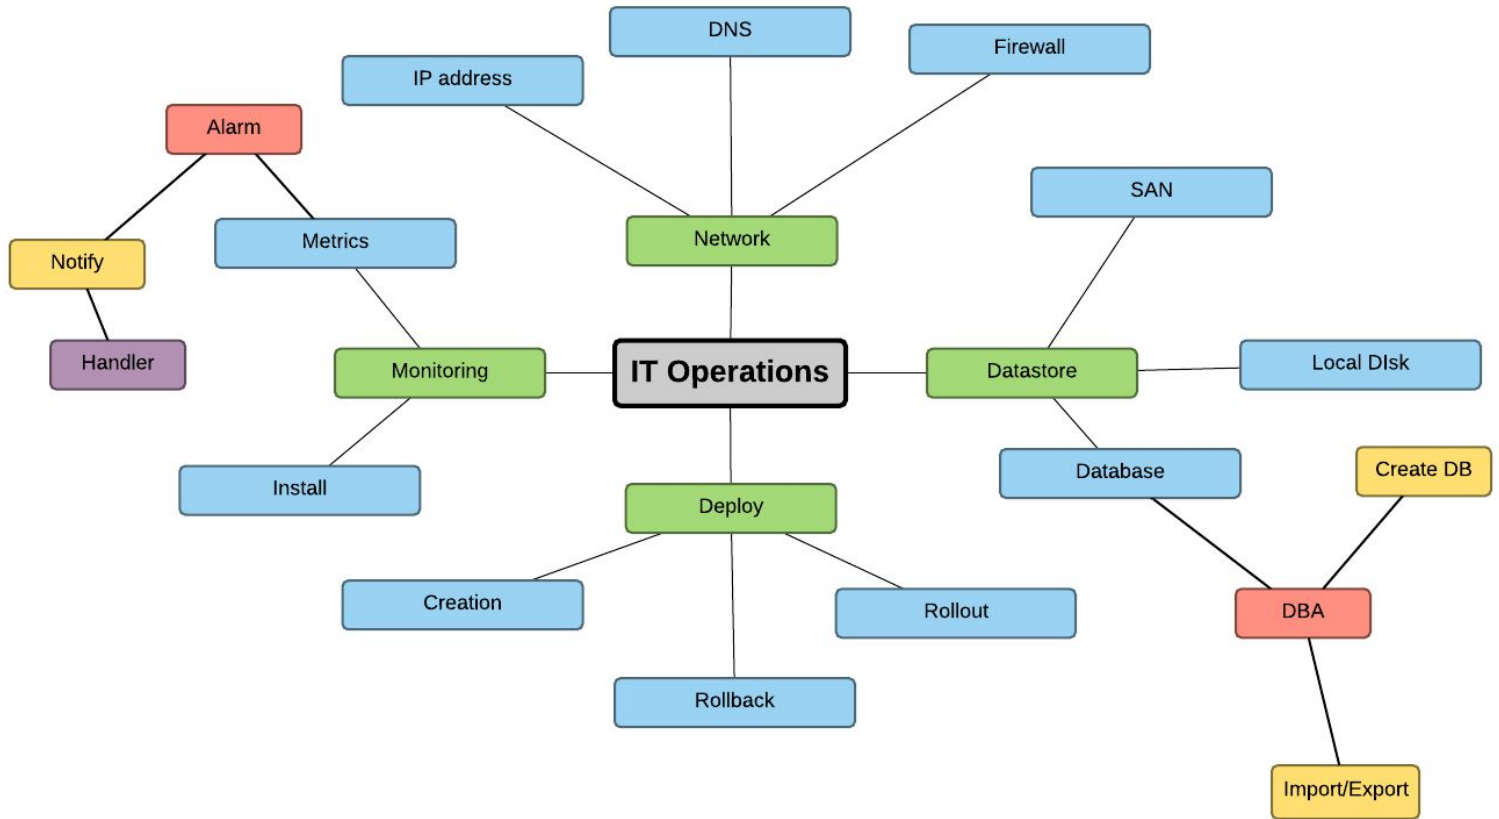 DNS
Firewall
IP address
Alarm
SAN
Metrics
Network
Notify
Handler
Monitoring
IT Operations
Datastore
Local DIsk
Install
Database
Create DB
Deploy
Creation
Rollout
DBA
Rollback
Import/Export